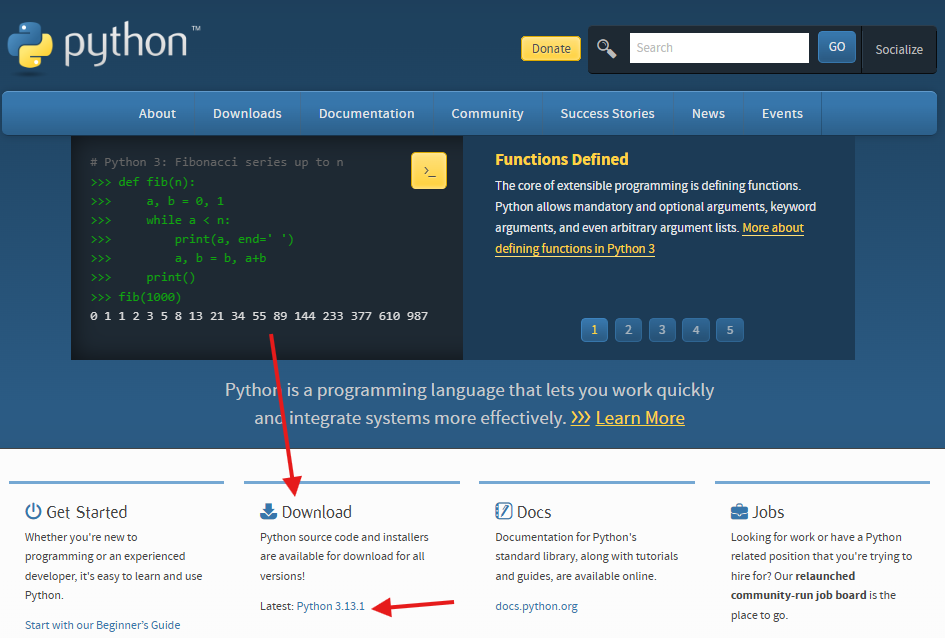 python™
Donate
Search
GO
Socialize
About Downloads Documentation Community Success Stories News Events
# Python 3: Fibonacci series up to n
>>> def fib(n):
>>>     a, b = 0, 1
>>>     while a < n:
>>>         print(a, end=' ')
>>>         a, b = b, a+b
>>>     print()
>>> fib(1000)
0 1 1 2 3 5 8 13 21 34 55 89 144 233 377 610 987
>_
Functions Defined
The core of extensible programming is defining functions.
Python allows mandatory and optional arguments, keyword
arguments, and even arbitrary argument lists. More about
defining functions in Python 3
1 2 3 4 5
Python is a programming language that lets you work quickly
and integrate systems more effectively. >>> Learn More
Get Started
Whether you're new to
programming or an experienced
developer, it's easy to learn and use
Python.
Start with our Beginner's Guide
Download
Python source code and installers
are available for download for all
versions!
Latest: Python 3.13.1
Docs
Documentation for Python's
standard library, along with tutorials
and guides, are available online.
docs.python.org
Jobs
Looking for work or have a Python
related position that you're trying to
hire for? Our relaunched
community-run job board is the
place to go.